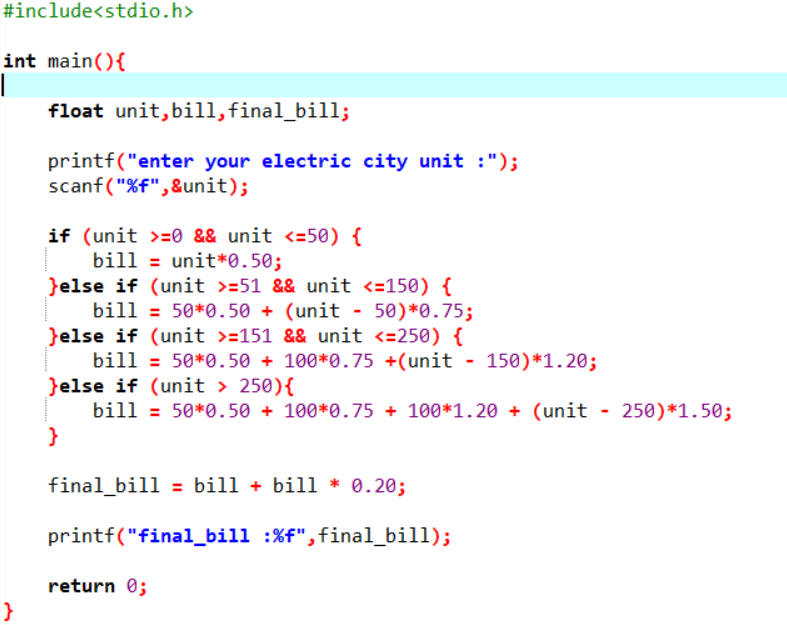 #include<stdio.h>
int main(){
float unit,bill,final_bill;
printf("enter your electric city unit :");
scanf("%f",&unit);
if (unit >=0 && unit <=50) {
bill = unit*0.50;
}else if (unit >=51 && unit <=150) {
bill = 50*0.50 + (unit - 50)*0.75;
}else if (unit >=151 && unit <=250) {
bill = 50*0.50 + 100*0.75 +(unit - 150)*1.20;
}else if (unit > 250){
bill = 50*0.50 + 100*0.75 + 100*1.20 + (unit - 250)*1.50;
}
final_bill = bill + bill * 0.20;
printf("final_bill :%f",final_bill);
return 0;
}